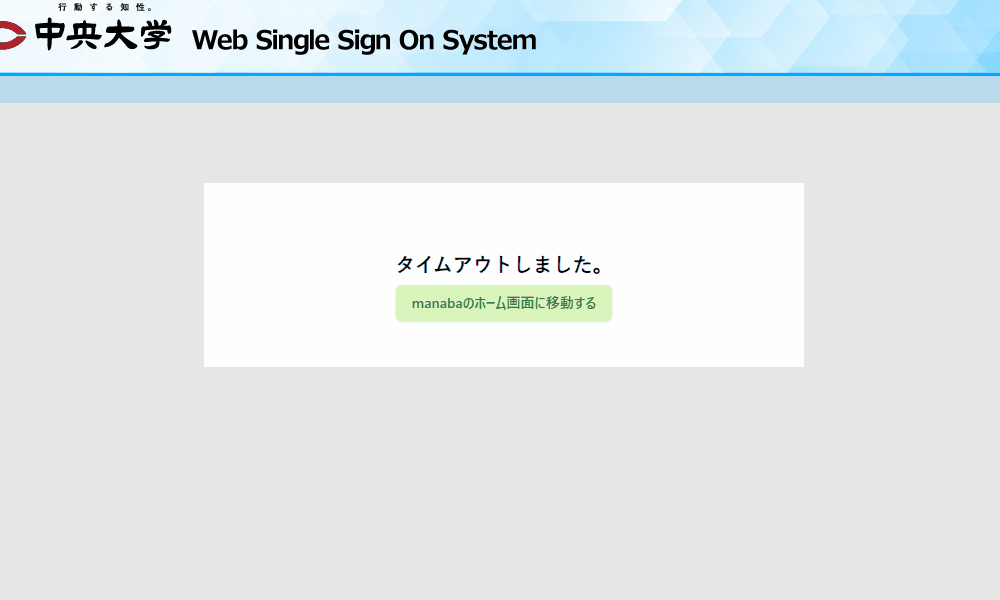 行動する知性。
中央大学
Web Single Sign On System
タイムアウトしました。
manabaのホーム画面に移動する